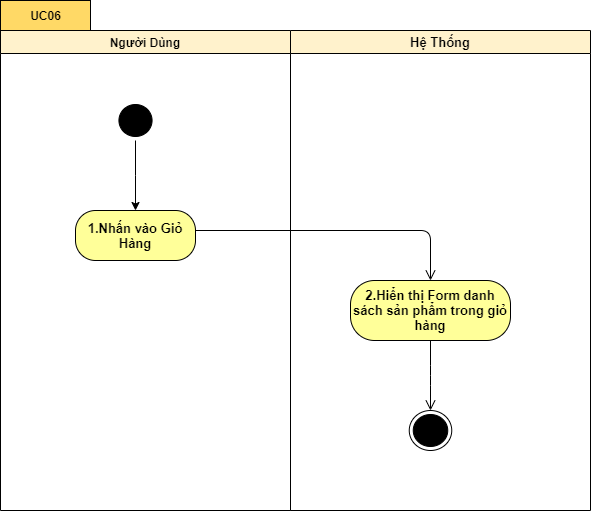 UC06
Người Dùng
Hệ Thống
1.Nhấn vào Giỏ
Hàng
2.Hiển thị Form danh
sách sản phẩm trong giỏ
hàng